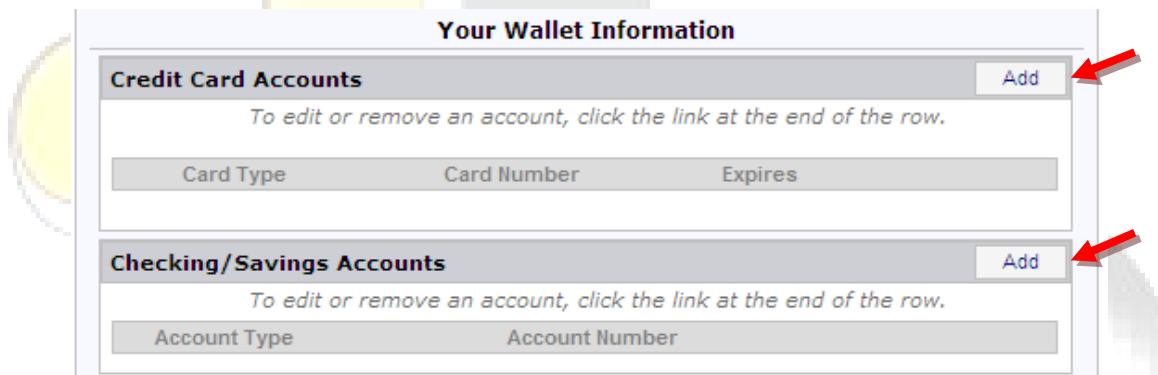 Your Wallet Information
Credit Card Accounts Add
To edit or remove an account, click the link at the end of the row.
Card Type Card Number Expires
Checking/Savings Accounts Add
To edit or remove an account, click the link at the end of the row.
Account Type Account Number